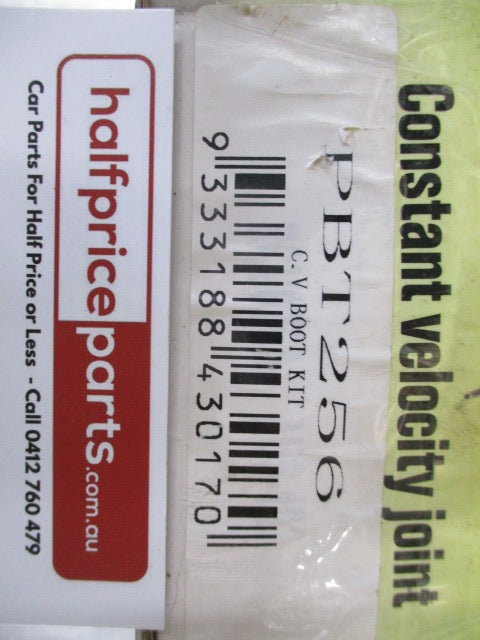 Constant velocity joint
PBT256
C.V BOOT KIT
9 333188 430170
halfpriceparts.com.au
Car Parts For Half Price or Less - Call 0412 760 479